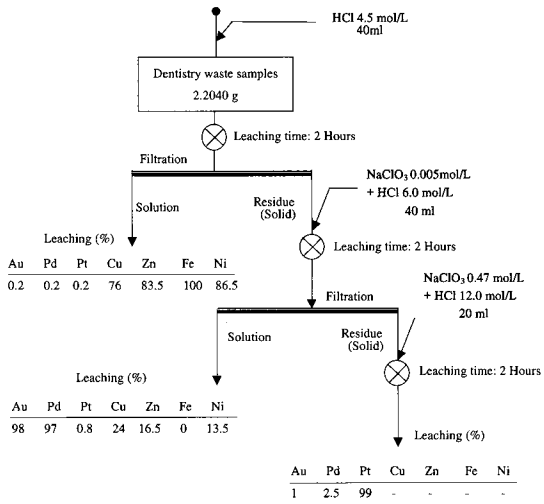 HCl 4.5 mol/L
40ml
Dentistry waste samples
2.2040 g
Leaching time: 2 Hours
Filtration
Solution
Residue
(Solid)
NaClO3 0.005mol/L
+ HCl 6.0 mol/L
40 ml
Leaching (%)
Au Pd Pt Cu Zn Fe Ni
0.2 0.2 0.2 76 83.5 100 86.5
Leaching time: 2 Hours
Filtration
NaClO3 0.47 mol/L
+ HCl 12.0 mol/L
20 ml
Solution
Residue
(Solid)
Leaching time: 2 Hours
Leaching (%)
Au Pd Pt Cu Zn Fe Ni
98 97 0.8 24 16.5 0 13.5
Leaching (%)
Au Pd Pt Cu Zn Fe Ni
1 2.5 99 - - - -